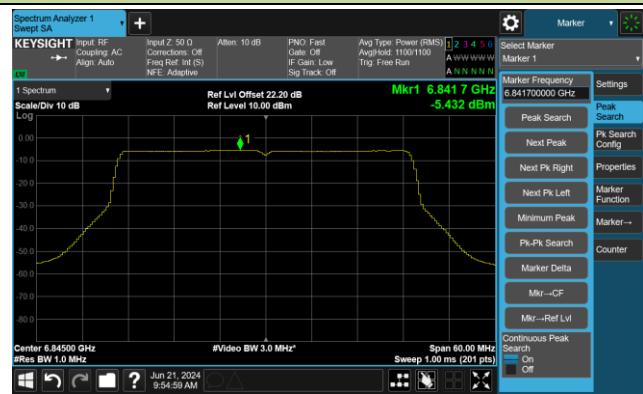 Spectrum Analyzer 1
Swept SA
KEYSIGHT
Input: RF
Coupling: AC
Align: Auto
Input Z: 50 Ω
Corrections: Off
Freq Ref: Int (S)
NFE: Adaptive
Atten: 10 dB
PNO: Fast
Gate: Off
IF Gain: Low
Sig Track: Off
Avg Type: Power (RMS)
Avg|Hold: 1100/1100
Trig: Free Run
1 2 3 4 5 6
A W W W W W
A N N N N N
LXI
1 Spectrum
Scale/Div 10 dB
Log
Ref Lvl Offset 22.20 dB
Ref Level 10.00 dBm
Mkr1 6.841 7 GHz
-5.432 dBm
1
0.00
-10.0
-20.0
-30.0
-40.0
-50.0
-60.0
-70.0
-80.0
Center 6.84500 GHz
#Res BW 1.0 MHz
#Video BW 3.0 MHz*
Span 60.00 MHz
Sweep 1.00 ms (201 pts)
Jun 21, 2024
9:54:59 AM
Marker
Select Marker
Marker 1
Marker Frequency
6.841700000 GHz
Peak Search
Next Peak
Next Pk Right
Next Pk Left
Minimum Peak
Pk-Pk Search
Marker Delta
Mkr→CF
Mkr→Ref Lvl
Continuous Peak
Search
On
Off
Settings
Peak
Search
Pk Search
Config
Properties
Marker
Function
Marker→
Counter